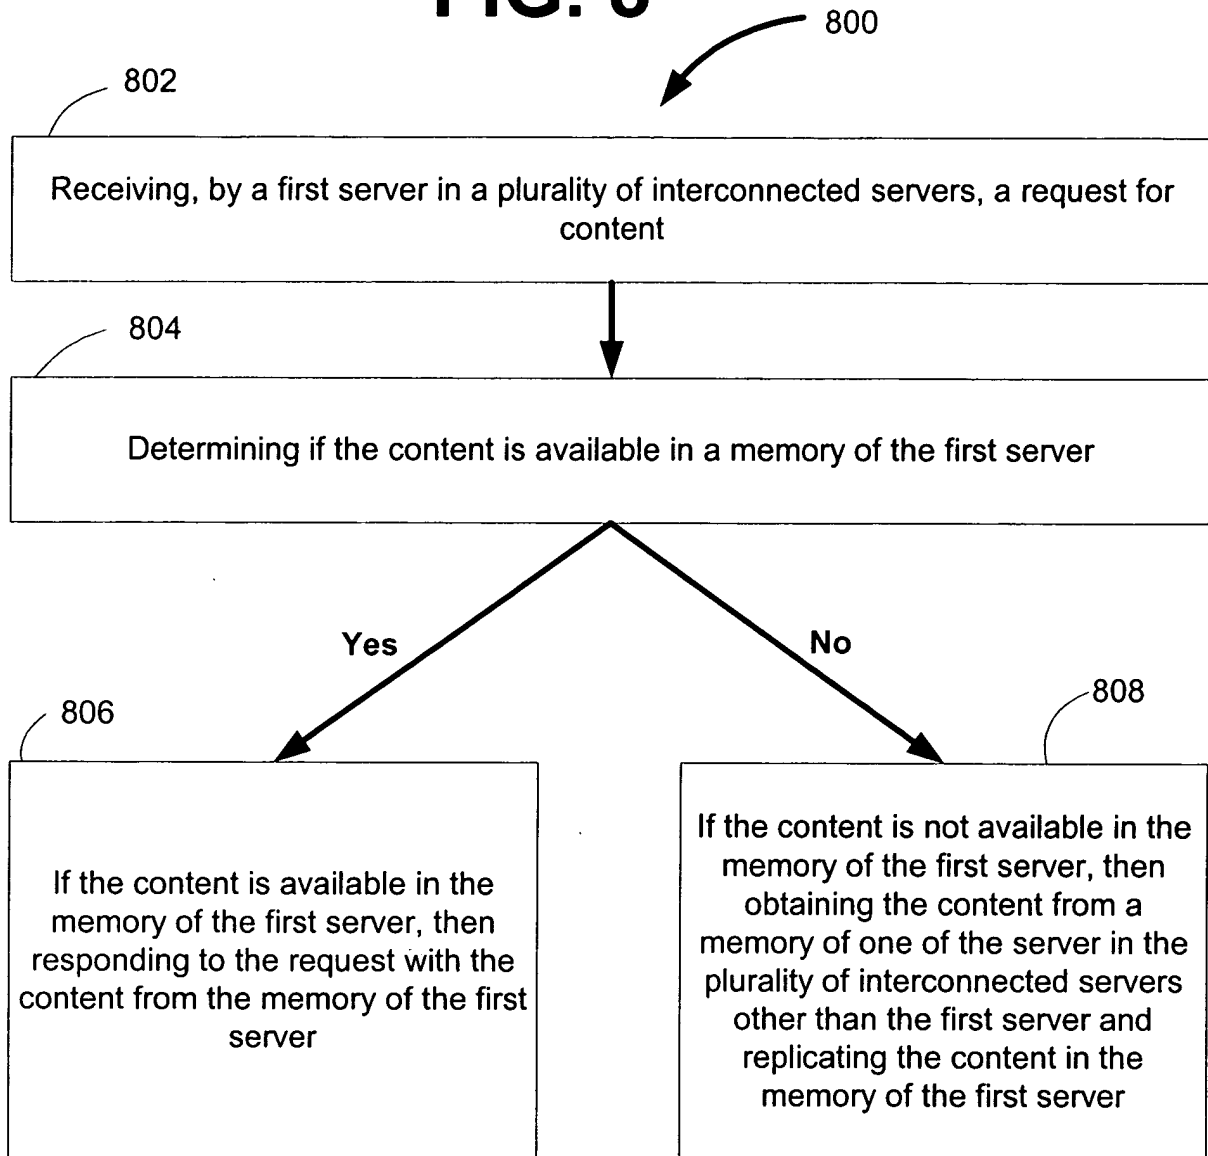 FIG. 8
800
802
Receiving, by a first server in a plurality of interconnected servers, a request for
content
804
Determining if the content is available in a memory of the first server
Yes
No
806
808
If the content is available in the
memory of the first server, then
responding to the request with the
content from the memory of the first
server
If the content is not available in the
memory of the first server, then
obtaining the content from a
memory of one of the server in the
plurality of interconnected servers
other than the first server and
replicating the content in the
memory of the first server